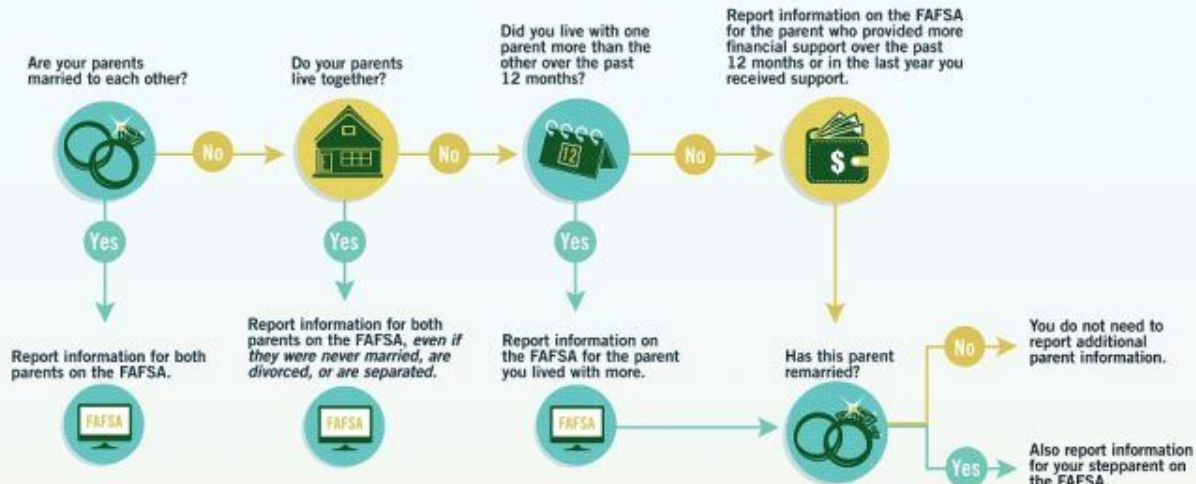 Are your parents
married to each other?
No
Yes
Report information for both
parents on the FAFSA.
FAFSA
Do your parents
live together?
No
Yes
Report information for both
parents on the FAFSA, even if
they were never married, are
divorced, or are separated.
FAFSA
Did you live with one
parent more than the
other over the past
12 months?
12
No
Yes
Report information on
the FAFSA for the parent
you lived with more.
FAFSA
Report information on the FAFSA
for the parent who provided more
financial support over the past
12 months or in the last year you
received support.
$
Has this parent
remarried?
No
You do not need to
report additional
parent information.
Yes
Also report information
for your stepparent on
the FAFSA.